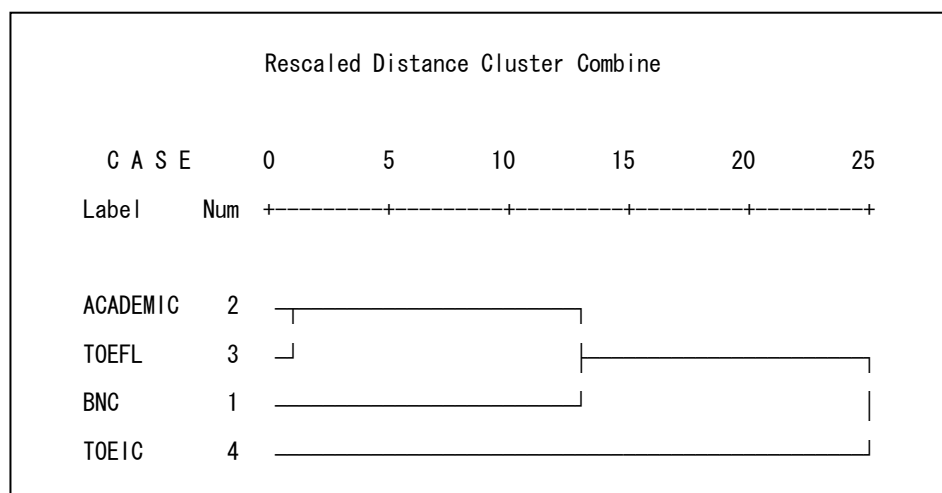 Rescaled Distance Cluster Combine
C A S E 0 5 10 15 20 25
Label Num +---------+---------+---------+---------+---------+
ACADEMIC 2
TOEFL 3
BNC 1
TOEIC 4